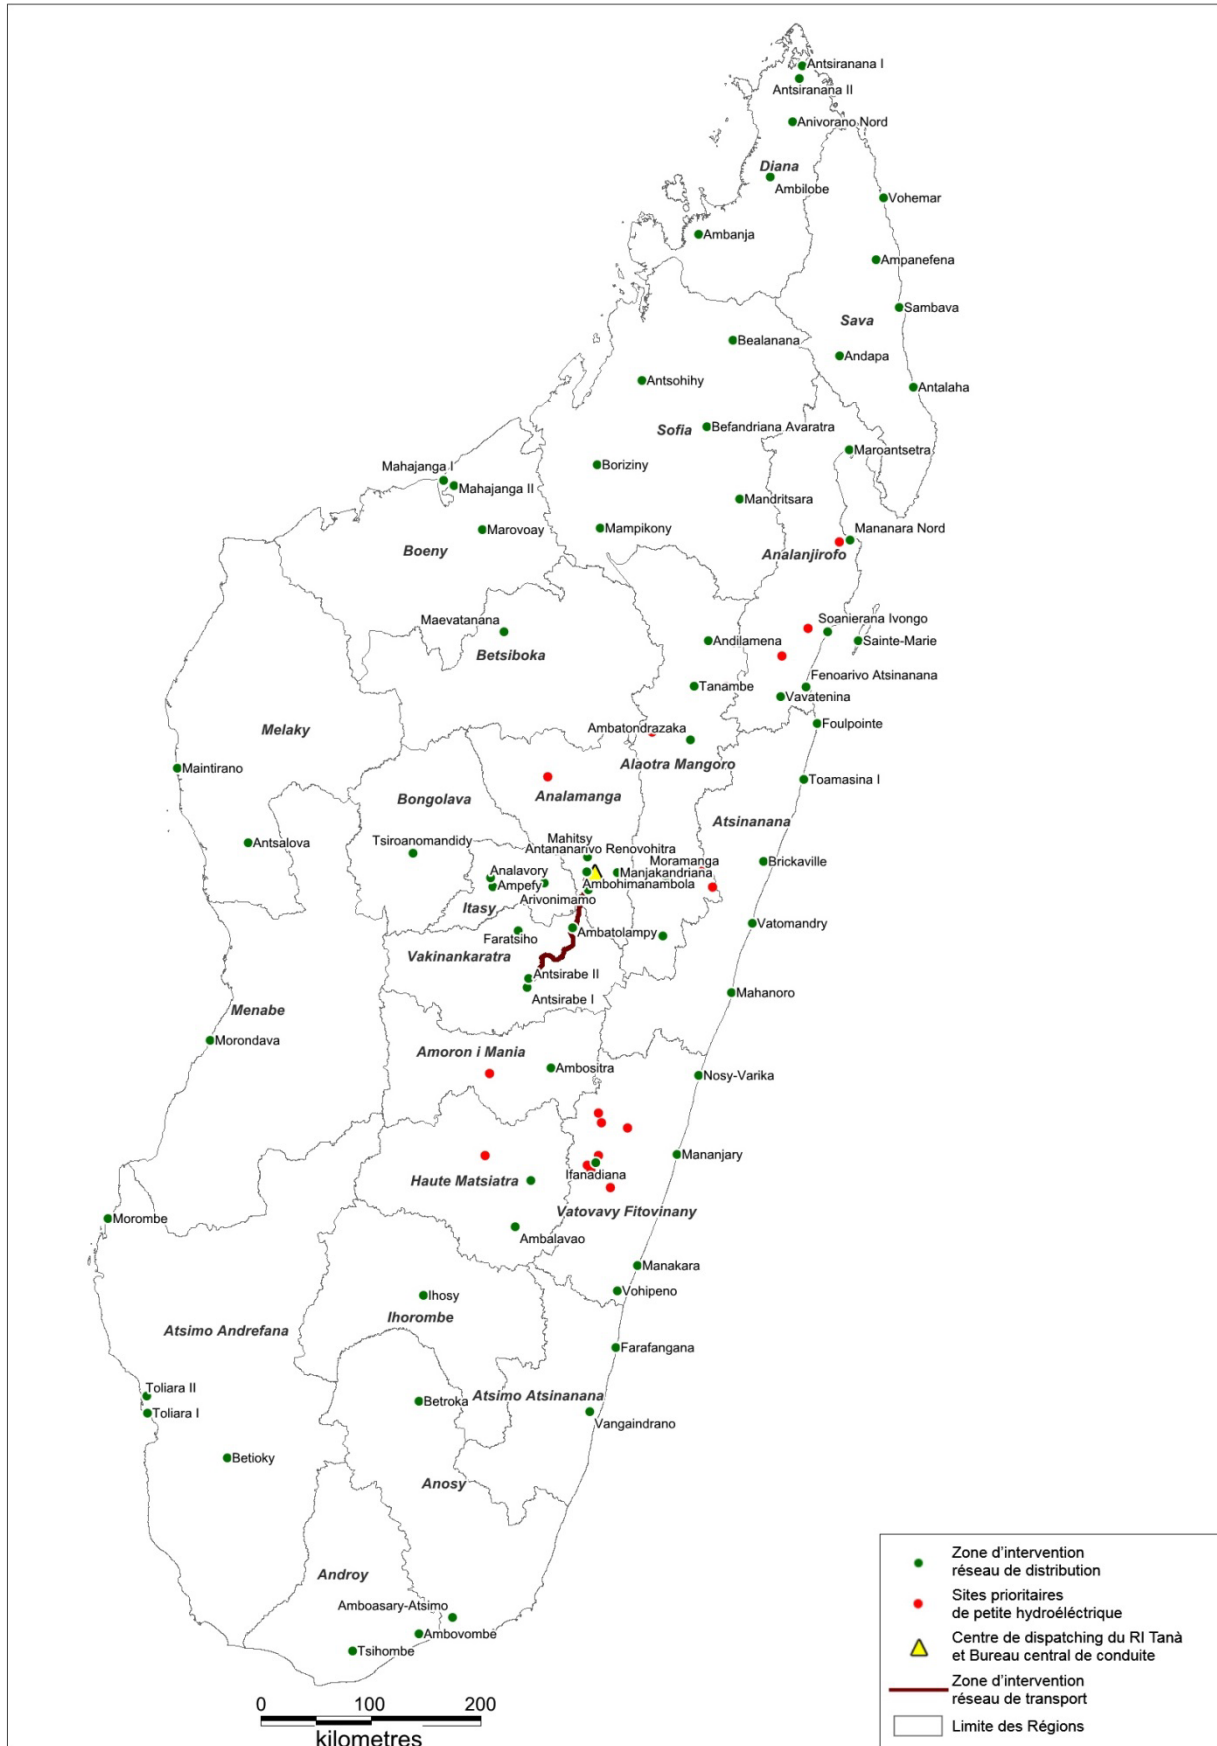 Antsiranana I
Antsiranana II
Anivorano Nord
Diana
Ambilobe
Vohemar
Ambanja
Ampanefena
Sambava
Sava
Bealanana
Andapa
Antsohihy
Antalaha
Sofia
Befandriana Avaratra
Maroantsetra
Boriziny
Mahajanga I
Mahajanga II
Mandritsara
Marovoay
Mampikony
Mananara Nord
Boeny
Analanjirofo
Maevatanana
Soanierana Ivongo
Betsiboka
Andilamena
Sainte-Marie
Fenoarivo Atsinanana
Tanambe
Vavatenina
Melaky
Ambatondrazaka
Foulpointe
Maintirano
Alaotra Mangoro
Toamasina I
Bongolava
Analamanga
Atsinanana
Antsalova
Tsiroanomandidy
Mahitsy
Antananarivo Renovohitra
Moramanga
Brickaville
Analavory
Manjakandriana
Ampefy
Ambohimanambola
Itasy
Arivonimamo
Vatomandry
Faratsiho
Ambatolampy
Vakinankaratra
Antsirabe II
Antsirabe I
Mahanoro
Menabe
Morondava
Amoron i Mania
Ambositra
Nosy-Varika
Mananjary
Ifanadiana
Haute Matsiatra
Vatovavy Fitovinany
Morombe
Ambalavao
Manakara
Ihosy
Vohipeno
Ihorombe
Atsimo Andrefana
Farafangana
Toliara II
Atsimo Atsinanana
Betroka
Toliara I
Vangaindrano
Betioky
Anosy
Androy
Amboasary-Atsimo
Ambovombe
Tsihombe
0 100 200
kilometres
Zone d'intervention
réseau de distribution
Sites prioritaires
de petite hydroéléctrique
Centre de dispatching du RI Tanà
et Bureau central de conduite
Zone d'intervention
réseau de transport
Limite des Régions